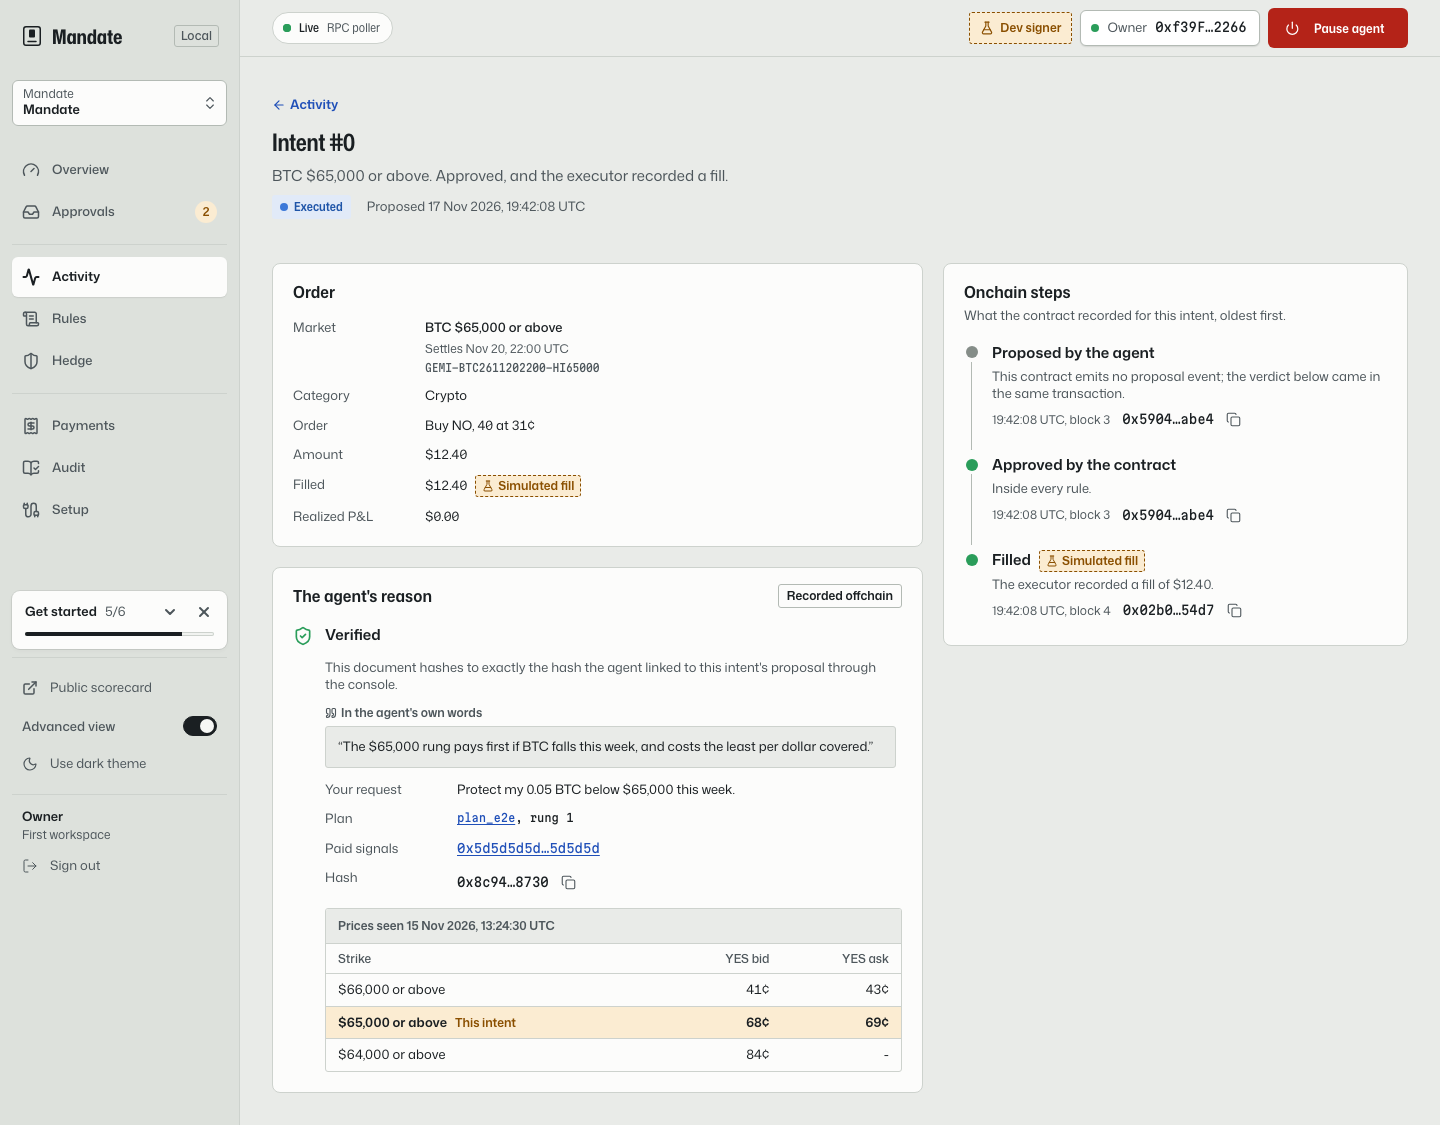 Mandate
Local
Mandate
Mandate
Overview
Approvals 2
Activity
Rules
Hedge
Payments
Audit
Setup
Get started 5/6
Public scorecard
Advanced view
Use dark theme
Owner
First workspace
Sign out
Live RPC poller
Dev signer
Owner 0xf39F…2266
Pause agent
Activity
Intent #0
BTC $65,000 or above. Approved, and the executor recorded a fill.
Executed Proposed 17 Nov 2026, 19:42:08 UTC
Order
Market BTC $65,000 or above
Settles Nov 20, 22:00 UTC
GEMI-BTC2611202200-HI65000
Category Crypto
Order Buy NO, 40 at 31¢
Amount $12.40
Filled $12.40 Simulated fill
Realized P&L $0.00
The agent's reason Recorded offchain
Verified
This document hashes to exactly the hash the agent linked to this intent's proposal through
the console.
In the agent's own words
“The $65,000 rung pays first if BTC falls this week, and costs the least per dollar covered.”
Your request Protect my 0.05 BTC below $65,000 this week.
Plan plan_e2e, rung 1
Paid signals 0x5d5d5d5d…5d5d5d
Hash 0x8c94…8730
Prices seen 15 Nov 2026, 13:24:30 UTC
Strike YES bid YES ask
$66,000 or above 41¢ 43¢
$65,000 or above This intent 68¢ 69¢
$64,000 or above 84¢ -
Onchain steps
What the contract recorded for this intent, oldest first.
Proposed by the agent
This contract emits no proposal event; the verdict below came in
the same transaction.
19:42:08 UTC, block 3 0x5904…abe4
Approved by the contract
Inside every rule.
19:42:08 UTC, block 3 0x5904…abe4
Filled Simulated fill
The executor recorded a fill of $12.40.
19:42:08 UTC, block 4 0x02b0…54d7